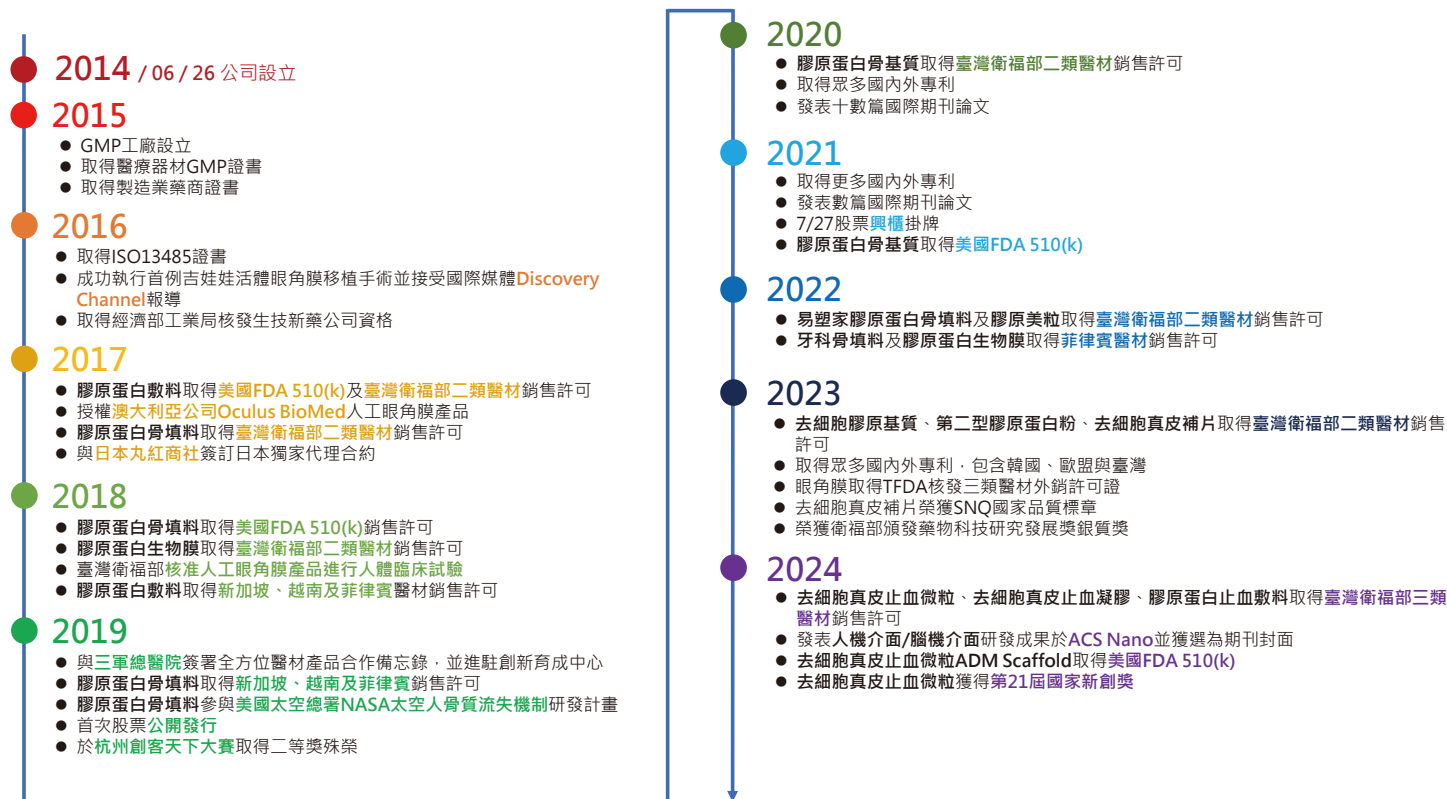 2014 / 06 / 26 公司設立
2015
● GMP工廠設立
● 取得醫療器材GMP證書
● 取得製造業藥商證書
2016
● 取得ISO13485證書
● 成功執行首例吉娃娃活體眼角膜移植手術並接受國際媒體Discovery
Channel報導
● 取得經濟部工業局核發生技新藥公司資格
2017
● 膠原蛋白敷料取得美國FDA 510(k)及臺灣衛福部二類醫材銷售許可
● 授權澳大利亞公司Oculus BioMed人工眼角膜產品
● 膠原蛋白骨填料取得臺灣衛福部二類醫材銷售許可
● 與日本丸紅商社簽訂日本獨家代理合約
2018
● 膠原蛋白骨填料取得美國FDA 510(k)銷售許可
● 膠原蛋白生物膜取得臺灣衛福部二類醫材銷售許可
● 臺灣衛福部核准人工眼角膜產品進行人體臨床試驗
● 膠原蛋白敷料取得新加坡、越南及菲律賓醫材銷售許可
2019
● 與三軍總醫院簽署全方位醫材產品合作備忘錄，並進駐創新育成中心
● 膠原蛋白骨填料取得新加坡、越南及菲律賓銷售許可
● 膠原蛋白骨填料參與美國太空總署NASA太空人骨質流失機制研發計畫
● 首次股票公開發行
● 於杭州創客天下大賽取得二等獎殊榮
2020
● 膠原蛋白骨基質取得臺灣衛福部二類醫材銷售許可
● 取得眾多國內外專利
● 發表十數篇國際期刊論文
2021
● 取得更多國內外專利
● 發表數篇國際期刊論文
● 7/27股票興櫃掛牌
● 膠原蛋白骨基質取得美國FDA 510(k)
2022
● 易塑家膠原蛋白骨填料及膠原美粒取得臺灣衛福部二類醫材銷售許可
● 牙科骨填料及膠原蛋白生物膜取得菲律賓醫材銷售許可
2023
● 去細胞膠原基質、第二型膠原蛋白粉、去細胞真皮補片取得臺灣衛福部二類醫材銷售
許可
● 取得眾多國內外專利，包含韓國、歐盟與臺灣
● 眼角膜取得TFDA核發三類醫材外銷許可證
● 去細胞真皮補片榮獲SNQ國家品質標章
● 榮獲衛福部頒發藥物科技研究發展獎銀質獎
2024
● 去細胞真皮止血微粒、去細胞真皮止血凝膠、膠原蛋白止血敷料取得臺灣衛福部三類
醫材銷售許可
● 發表人機介面/腦機介面研發成果於ACS Nano並獲選為期刊封面
● 去細胞真皮止血微粒ADM Scaffold取得美國FDA 510(k)
● 去細胞真皮止血微粒獲得第21屆國家新創獎